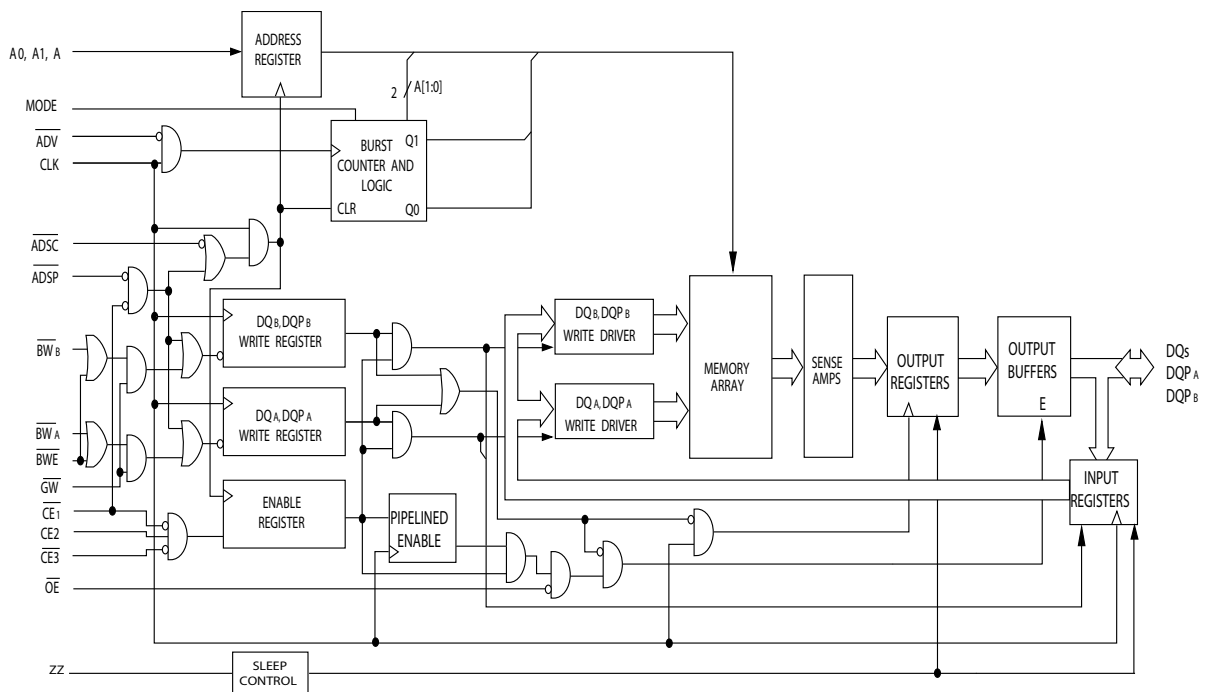 A0, A1, A
ADDRESS
REGISTER
2
A[1:0]
MODE
ADV
CLK
BURST
COUNTER AND
LOGIC
Q1
CLR
Q0
ADSC
ADSP
DQB, DQPB
WRITE REGISTER
DQB, DQPB
WRITE DRIVER
MEMORY
ARRAY
SENSE
AMPS
OUTPUT
REGISTERS
OUTPUT
BUFFERS
E
DQs
DQPA
DQPB
BWB
DQA, DQPA
WRITE REGISTER
DQA, DQPA
WRITE DRIVER
BWA
BWE
GW
INPUT
REGISTERS
CE1
CE2
CE3
ENABLE
REGISTER
PIPELINED
ENABLE
OE
ZZ
SLEEP
CONTROL